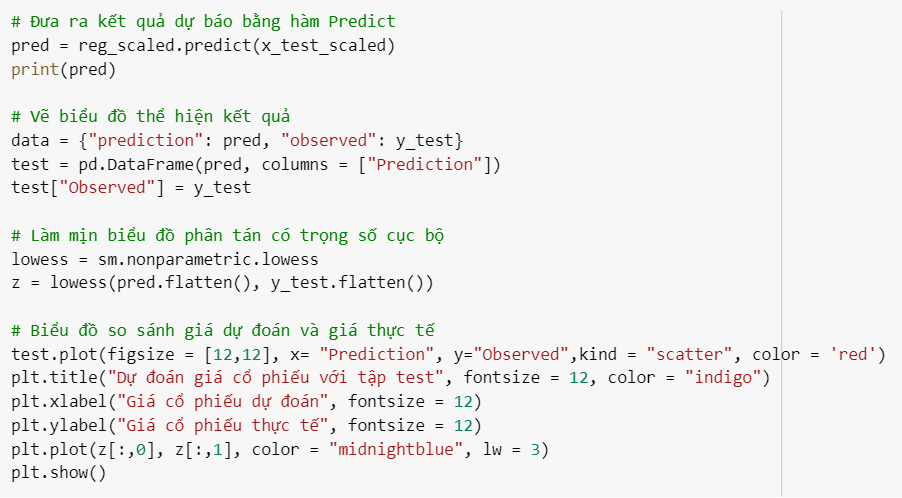 # Đưa ra kết quả dự báo bằng hàm Predict
pred = reg_scaled.predict(x_test_scaled)
print(pred)
# Vẽ biểu đồ thể hiện kết quả
data = {"prediction": pred, "observed": y_test}
test = pd.DataFrame(pred, columns = ["Prediction"])
test["Observed"] = y_test
# Làm mịn biểu đồ phân tán có trọng số cục bộ
lowess = sm.nonparametric.lowess
z = lowess(pred.flatten(), y_test.flatten())
# Biểu đồ so sánh giá dự đoán và giá thực tế
test.plot(figsize = [12,12], x= "Prediction", y="Observed",kind = "scatter", color = 'red')
plt.title("Dự đoán giá cổ phiếu với tập test", fontsize = 12, color = "indigo")
plt.xlabel("Giá cổ phiếu dự đoán", fontsize = 12)
plt.ylabel("Giá cổ phiếu thực tế", fontsize = 12)
plt.plot(z[:,0], z[:,1], color = "midnightblue", lw = 3)
plt.show()